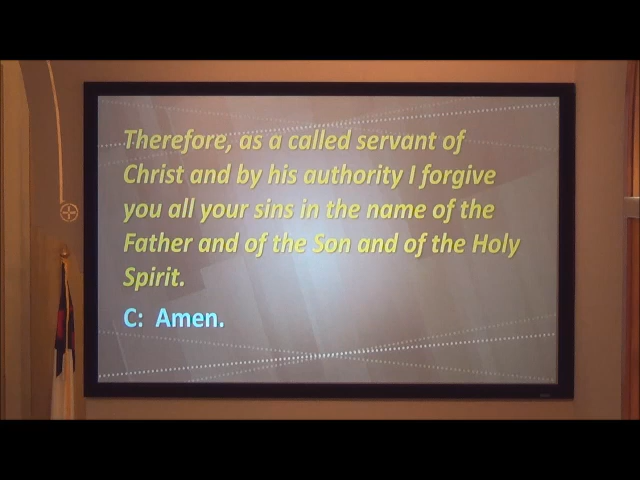 Therefore, as a called servant of
Christ and by his authority I forgive
you all your sins in the name of the
Father and of the Son and of the Holy
Spirit.
C: Amen.